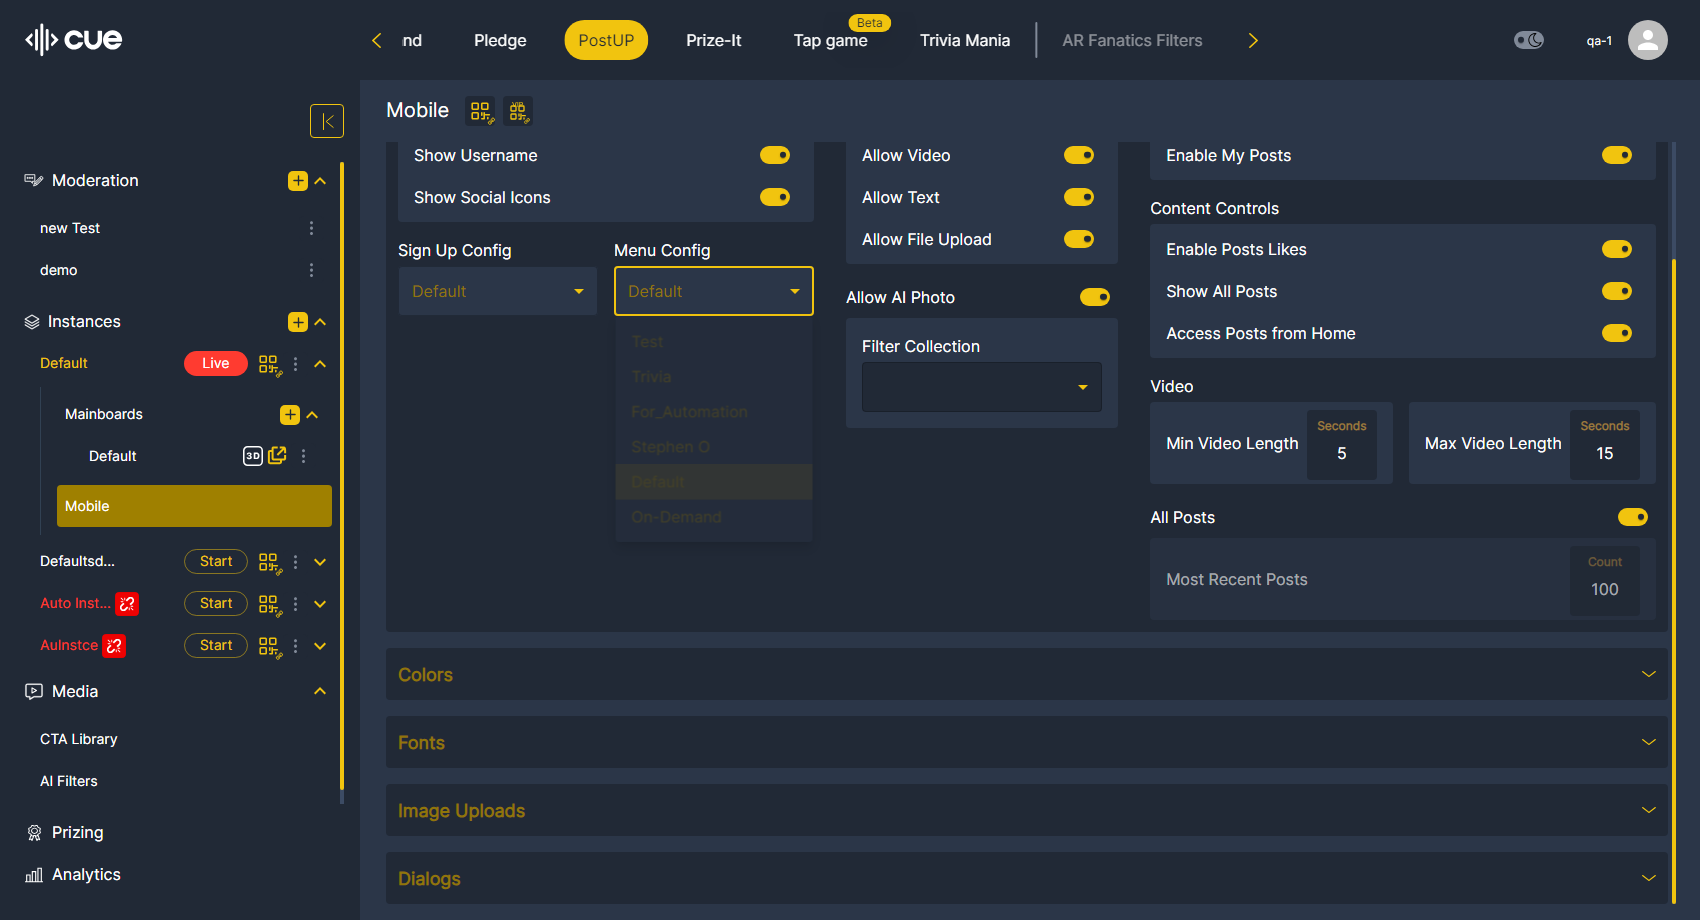 cue
nd
Pledge
PostUP
Prize-It
Tap game
Beta
Trivia Mania
AR Fanatics Filters
qa-1
Moderation
new Test
demo
Instances
Default
Live
Mainboards
Default
3D
Mobile
Defaultsd...
Start
Auto Inst...
Start
AuInstce
Start
Media
CTA Library
AI Filters
Prizing
Analytics
Mobile
Show Username
Show Social Icons
Sign Up Config
Default
Menu Config
Default
Test
Trivia
For_Automation
Stephen O
Default
On-Demand
Allow Video
Allow Text
Allow File Upload
Allow AI Photo
Filter Collection
Enable My Posts
Content Controls
Enable Posts Likes
Show All Posts
Access Posts from Home
Video
Min Video Length
Seconds
5
Max Video Length
Seconds
15
All Posts
Most Recent Posts
Count
100
Colors
Fonts
Image Uploads
Dialogs